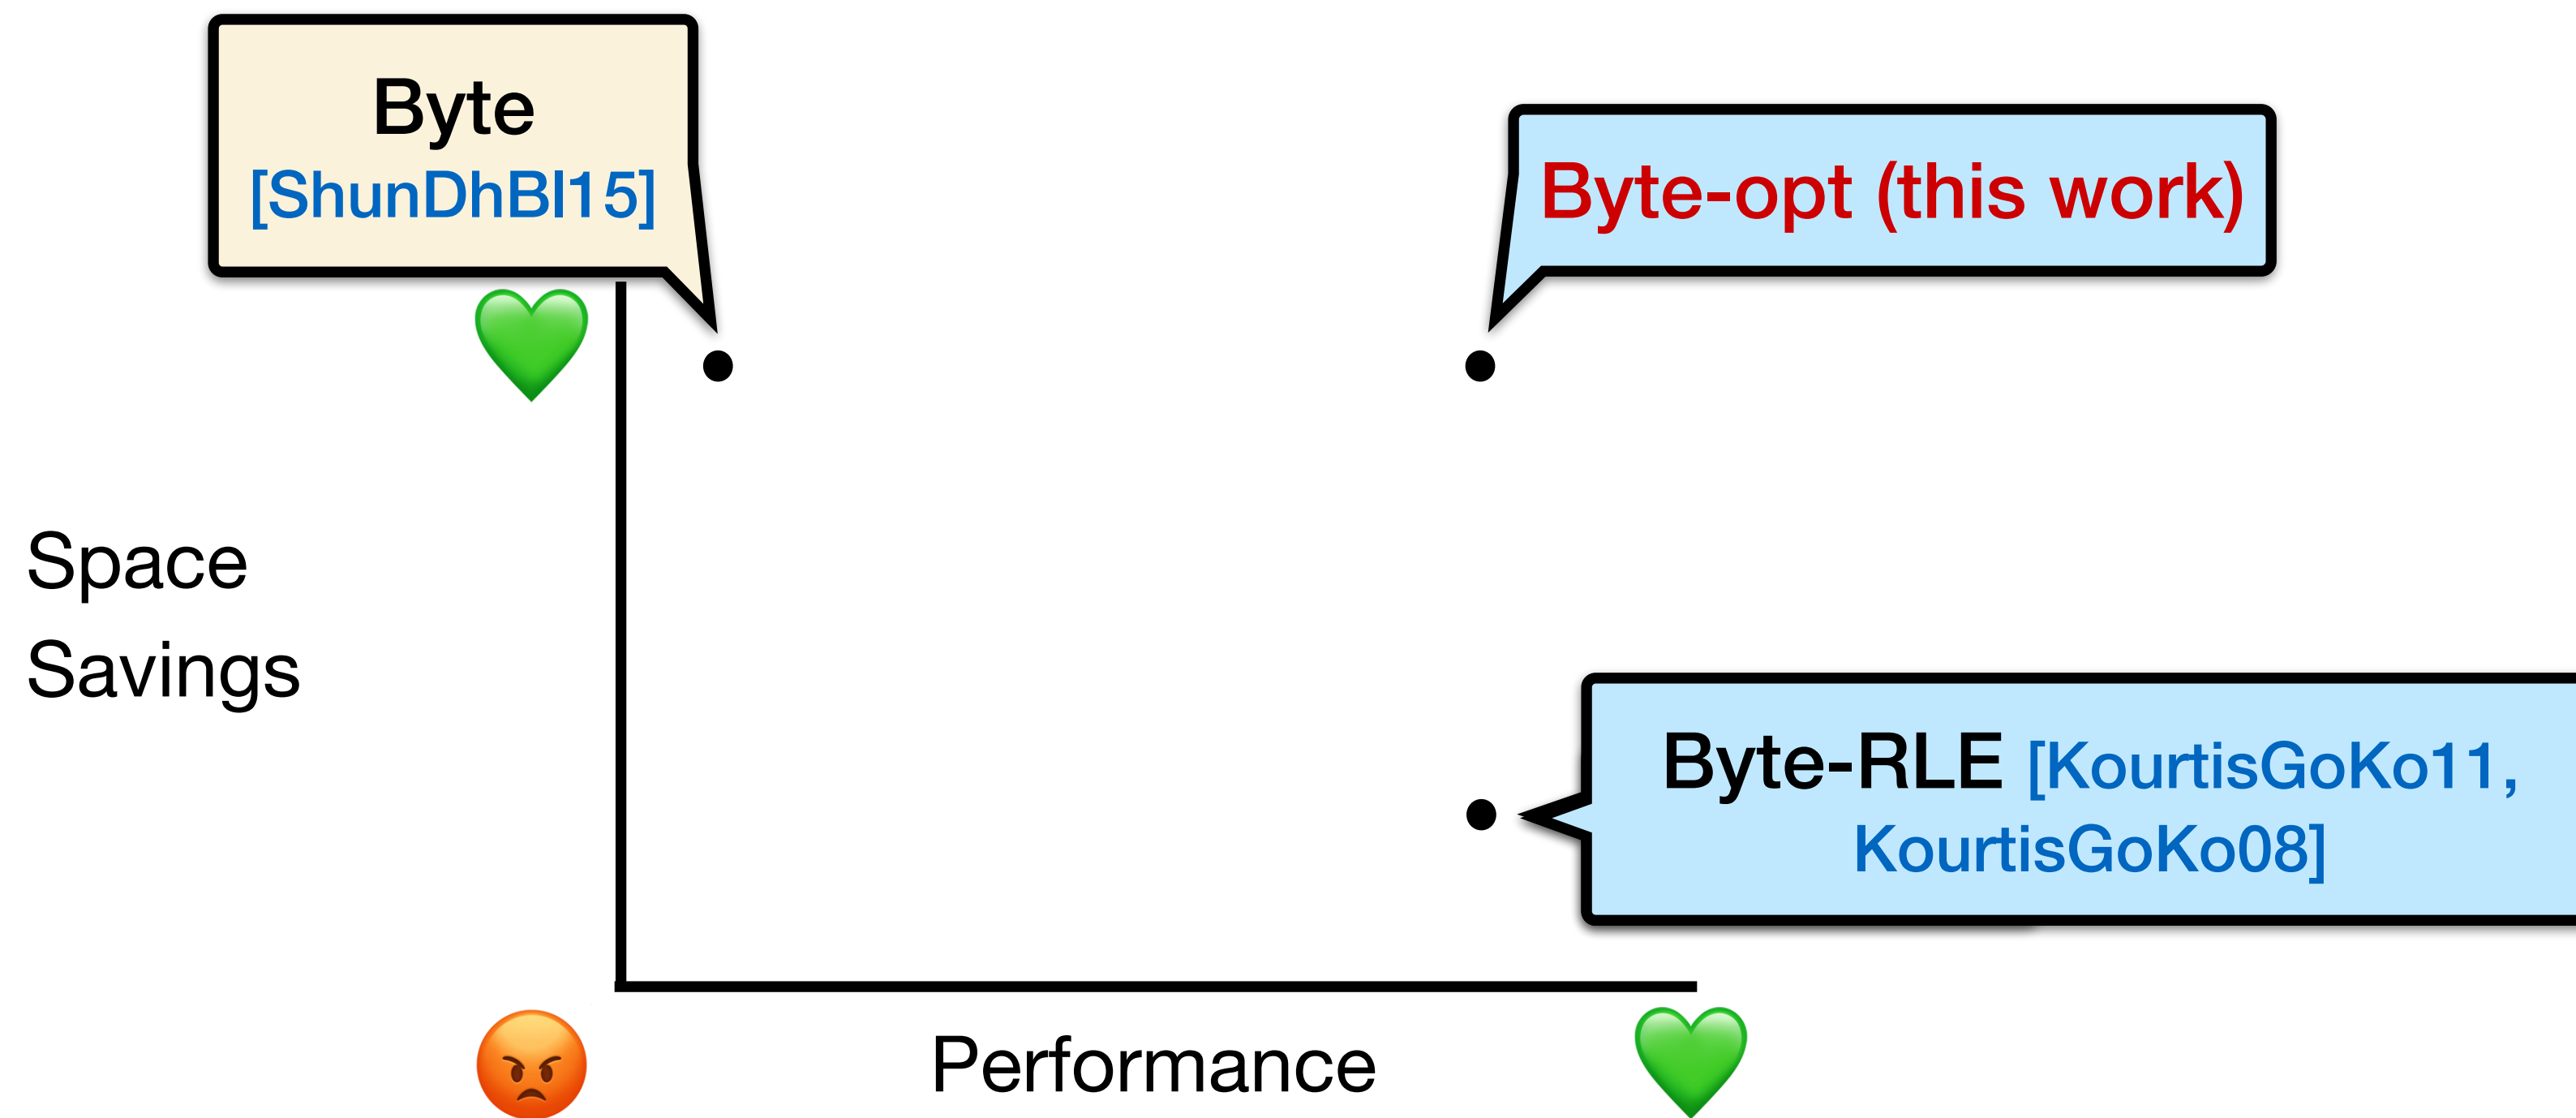 Byte
[ShunDhBl15]
Byte-opt (this work)
Space
Savings
Byte-RLE [KourtisGoKo11,
KourtisGoKo08]
Performance